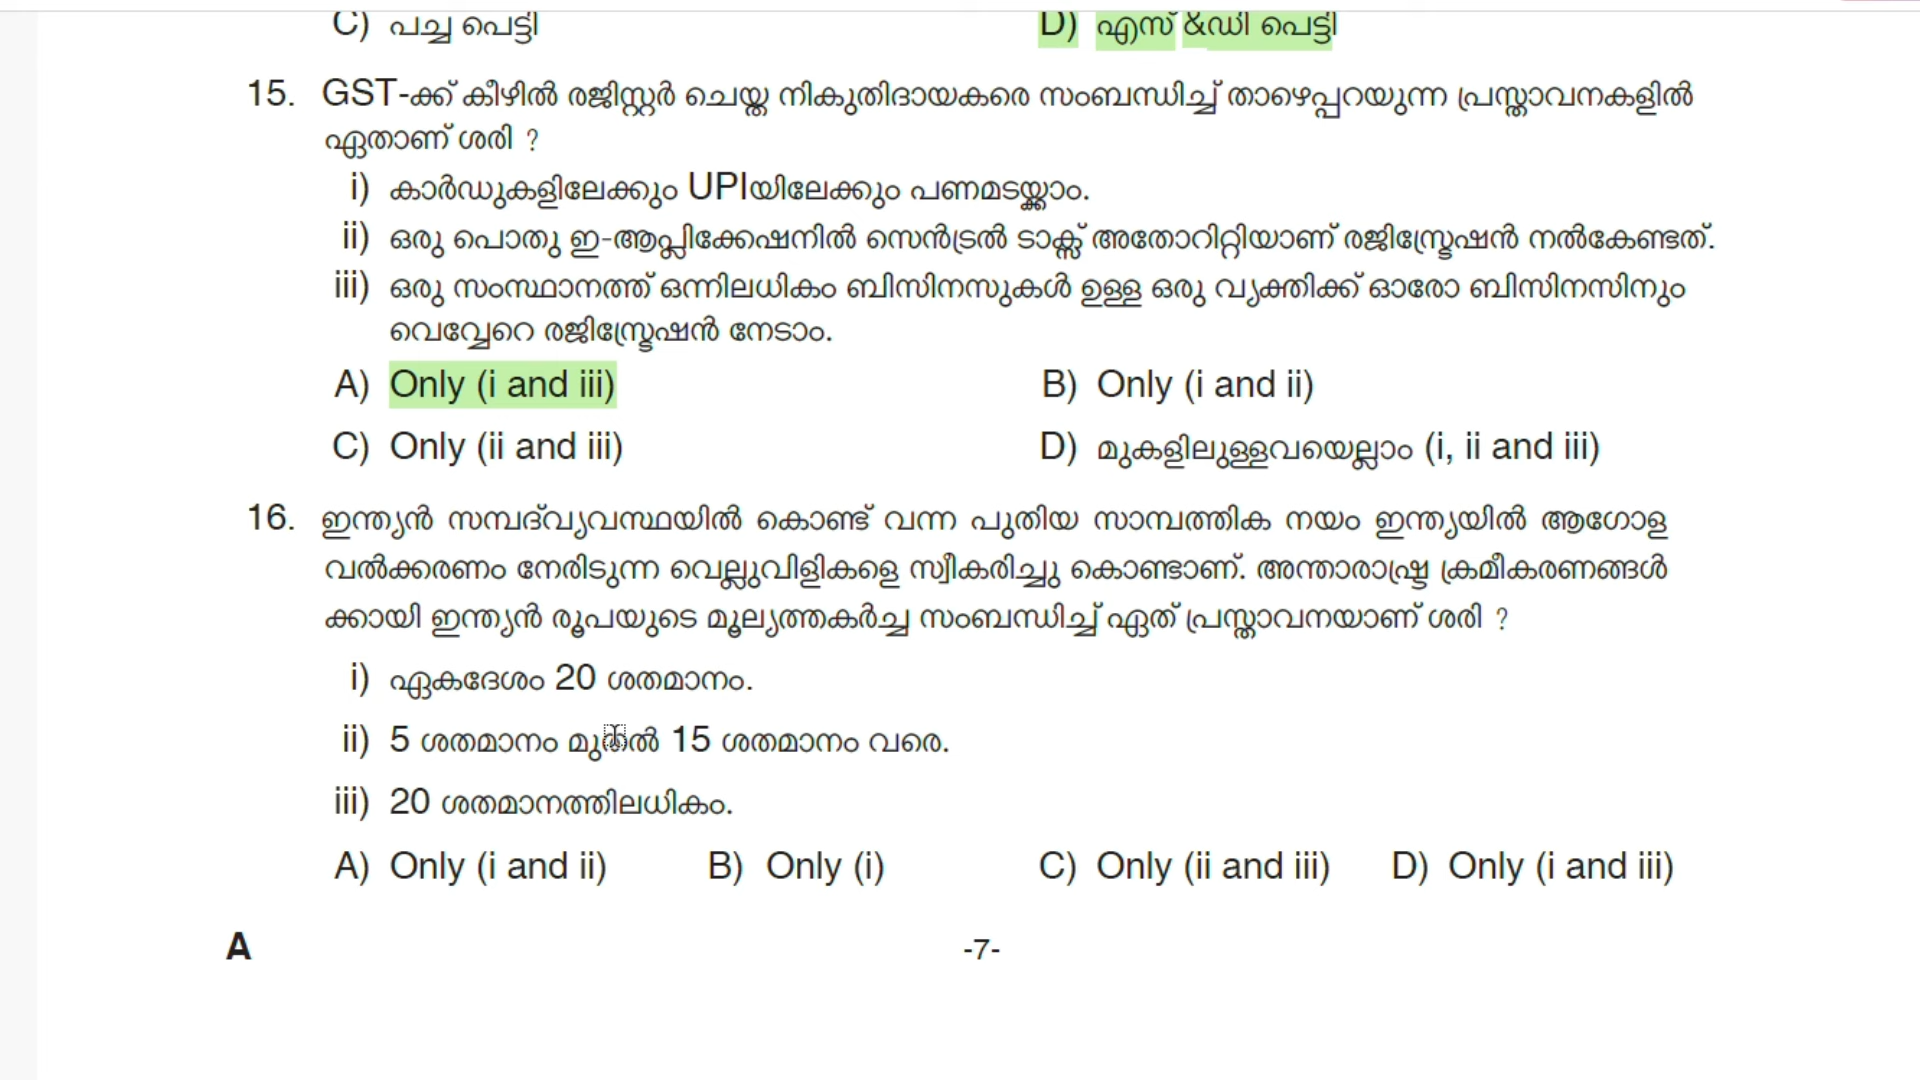 C) പച്ച പെട്ടി D) എസ് &ഡി പെട്ടി
15. GST-ക്ക് കീഴിൽ രജിസ്റ്റർ ചെയ്ത നികുതിദായകരെ സംബന്ധിച്ച് താഴെപ്പറയുന്ന പ്രസ്താവനകളിൽ
ഏതാണ് ശരി ?
i) കാർഡുകളിലേക്കും UPIയിലേക്കും പണമടയ്ക്കാം.
ii) ഒരു പൊതു ഇ-ആപ്ലിക്കേഷനിൽ സെൻട്രൽ ടാക്സ് അതോറിറ്റിയാണ് രജിസ്ട്രേഷൻ നൽകേണ്ടത്.
iii) ഒരു സംസ്ഥാനത്ത് ഒന്നിലധികം ബിസിനസുകൾ ഉള്ള ഒരു വ്യക്തിക്ക് ഓരോ ബിസിനസിനും
വെവ്വേറെ രജിസ്ട്രേഷൻ നേടാം.
A) Only (i and iii) B) Only (i and ii)
C) Only (ii and iii) D) മുകളിലുള്ളവയെല്ലാം (i, ii and iii)
16. ഇന്ത്യൻ സമ്പദ്‌വ്യവസ്ഥയിൽ കൊണ്ട് വന്ന പുതിയ സാമ്പത്തിക നയം ഇന്ത്യയിൽ ആഗോള
വൽക്കരണം നേരിടുന്ന വെല്ലുവിളികളെ സ്വീകരിച്ചു കൊണ്ടാണ്. അന്താരാഷ്ട്ര ക്രമീകരണങ്ങൾ
ക്കായി ഇന്ത്യൻ രൂപയുടെ മൂല്യത്തകർച്ച സംബന്ധിച്ച് ഏത് പ്രസ്താവനയാണ് ശരി ?
i) ഏകദേശം 20 ശതമാനം.
ii) 5 ശതമാനം മുതൽ 15 ശതമാനം വരെ.
iii) 20 ശതമാനത്തിലധികം.
A) Only (i and ii) B) Only (i) C) Only (ii and iii) D) Only (i and iii)
A -7-